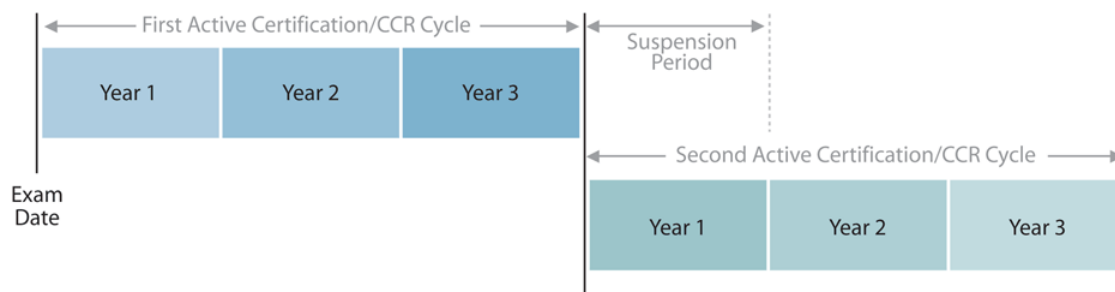 First Active Certification/CCR Cycle
Suspension
Period
Year 1
Year 2
Year 3
Exam
Date
Second Active Certification/CCR Cycle
Year 1
Year 2
Year 3